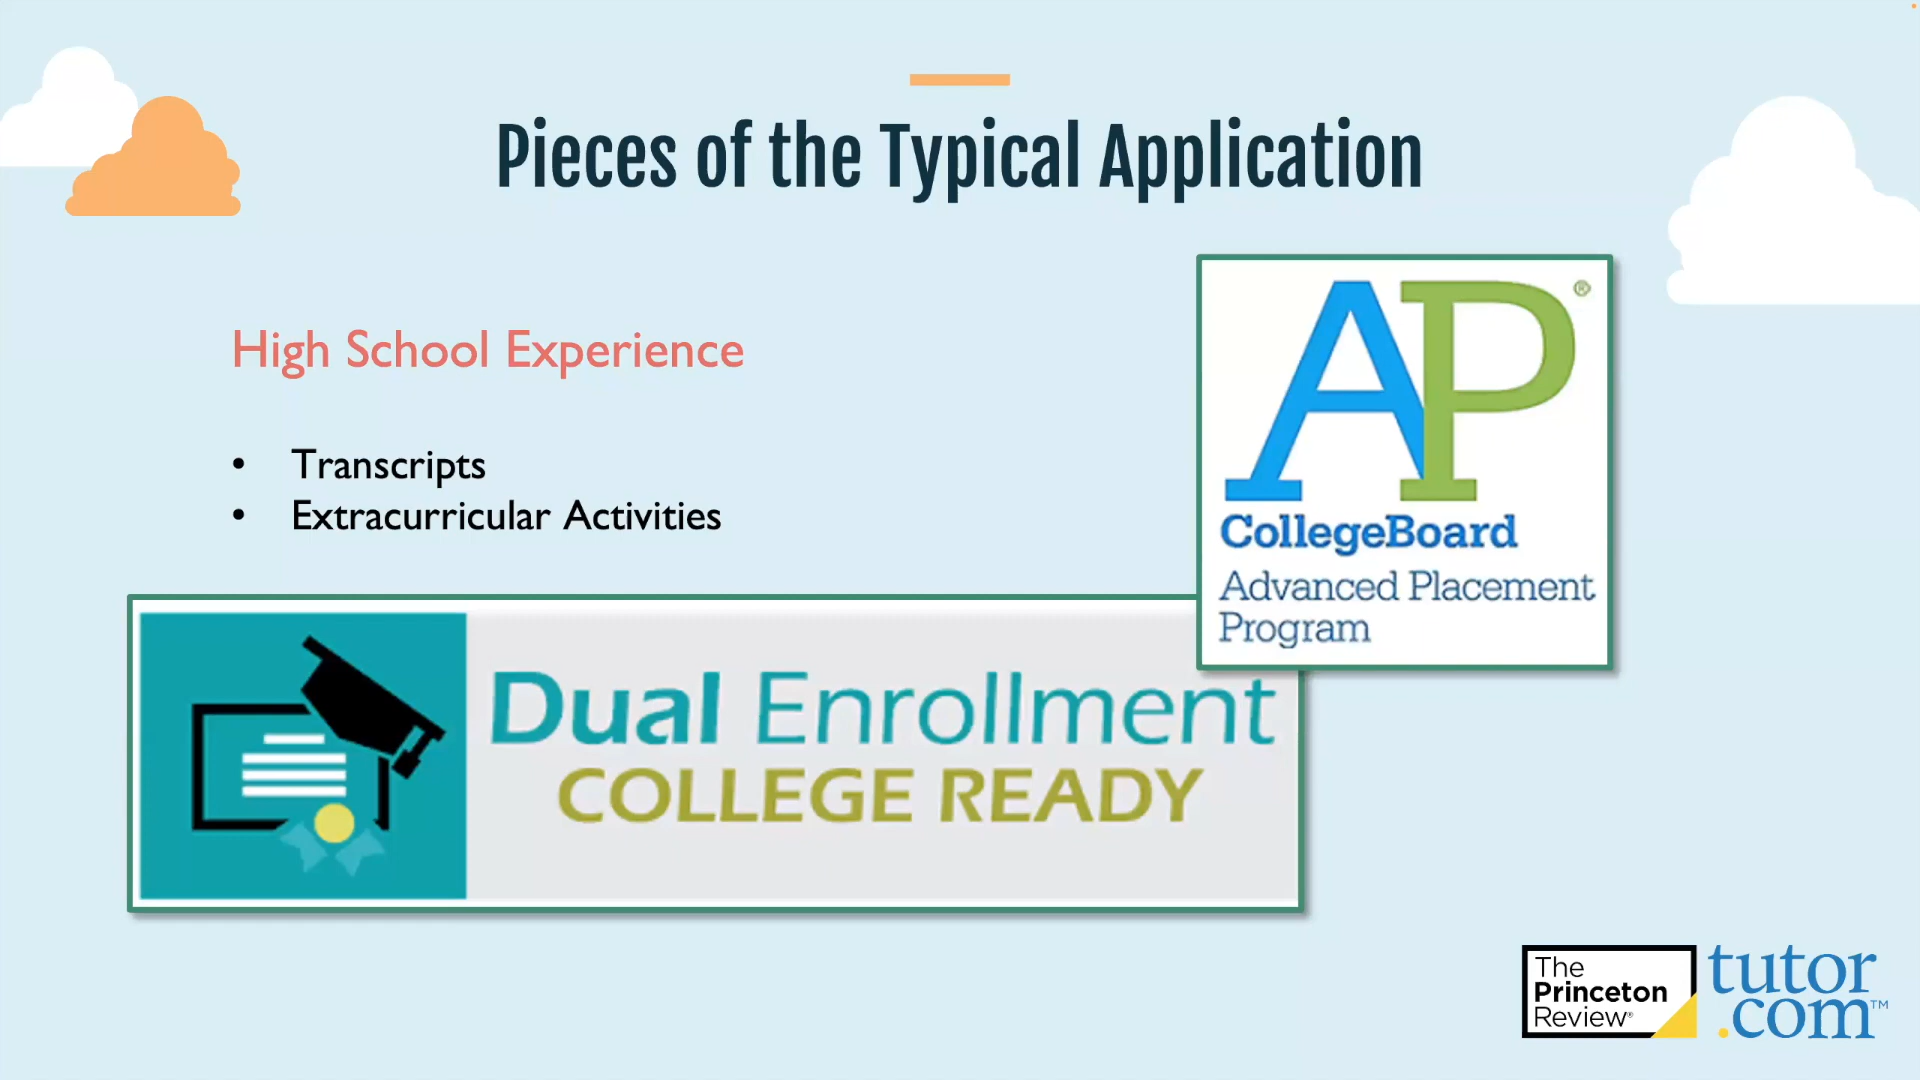 Pieces of the Typical Application
High School Experience
• Transcripts
• Extracurricular Activities
AP®
CollegeBoard
Advanced Placement
Program
Dual Enrollment
COLLEGE READY
The
Princeton
Review®
tutor
.com™